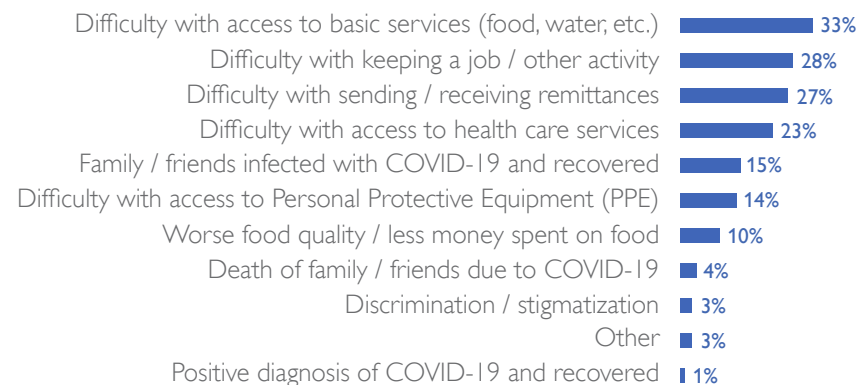 Difficulty with access to basic services (food, water, etc.) 33%
Difficulty with keeping a job / other activity 28%
Difficulty with sending / receiving remittances 27%
Difficulty with access to health care services 23%
Family / friends infected with COVID-19 and recovered 15%
Difficulty with access to Personal Protective Equipment (PPE) 14%
Worse food quality / less money spent on food 10%
Death of family / friends due to COVID-19 4%
Discrimination / stigmatization 3%
Other 3%
Positive diagnosis of COVID-19 and recovered 1%